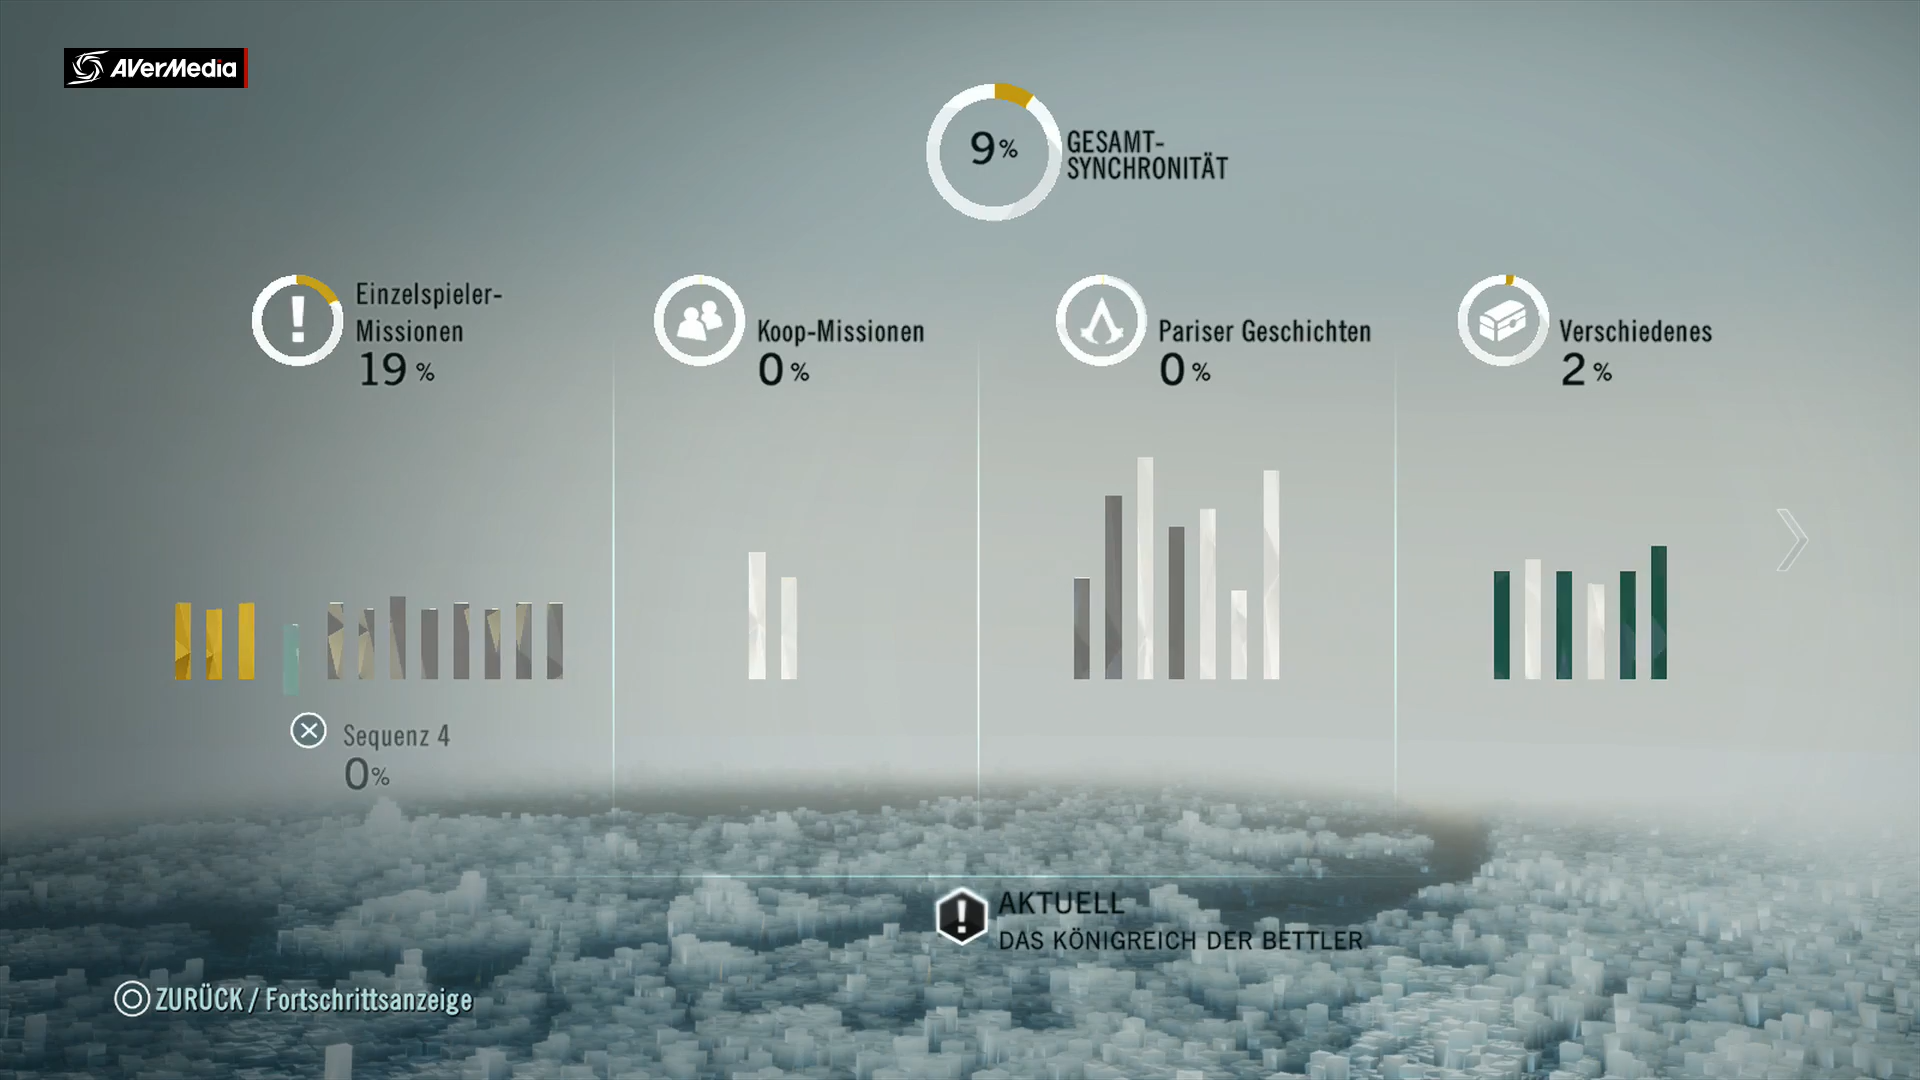 AVerMedia
9%
GESAMT-
SYNCHRONITÄT
Einzelspieler-
Missionen
19 %
Koop-Missionen
0 %
Pariser Geschichten
0 %
Verschiedenes
2 %
Sequenz 4
0%
AKTUELL
DAS KÖNIGREICH DER BETTLER
ZURÜCK / Fortschrittsanzeige